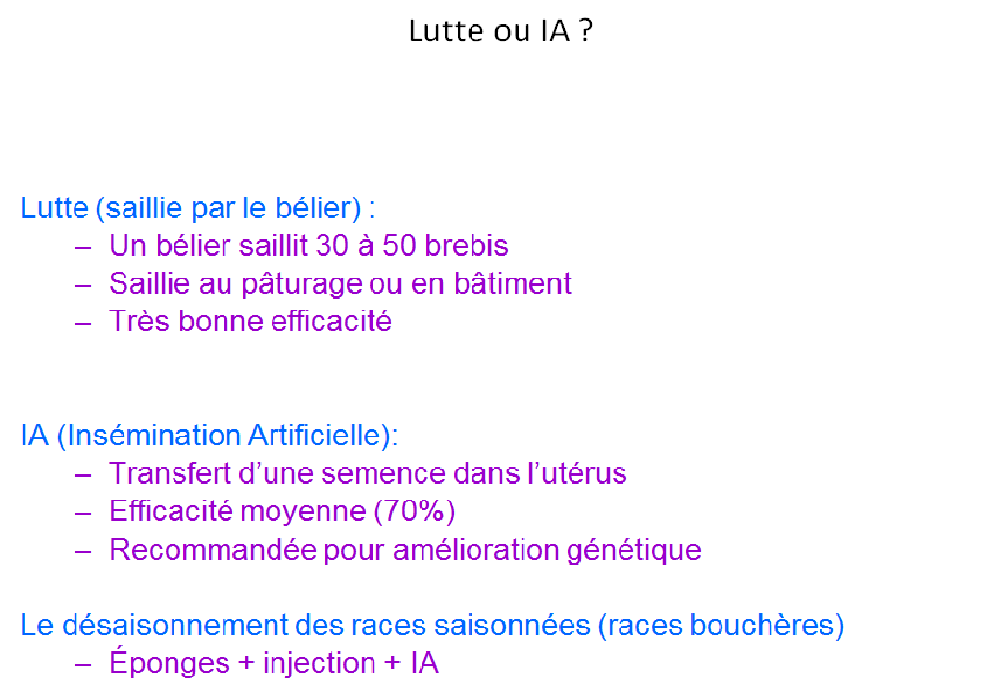 Lutte ou IA ?
Lutte (saillie par le bélier) :
– Un bélier saillit 30 à 50 brebis
– Saillie au pâturage ou en bâtiment
– Très bonne efficacité
IA (Insémination Artificielle):
– Transfert d’une semence dans l’utérus
– Efficacité moyenne (70%)
– Recommandée pour amélioration génétique
Le désaisonnement des races saisonnées (races bouchères)
– Éponges + injection + IA